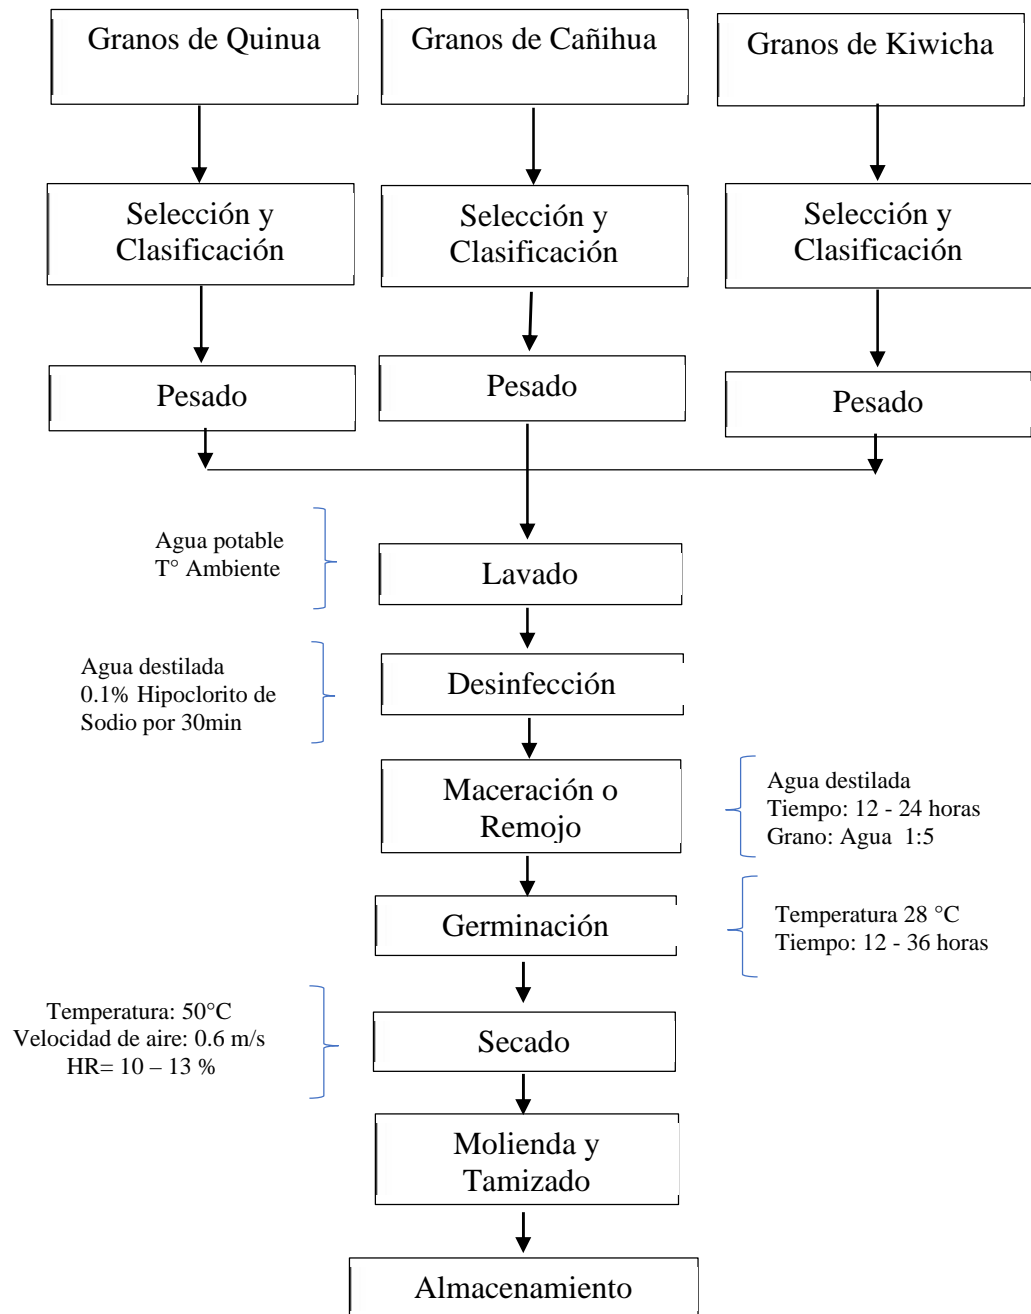 Granos de Quinua
Granos de Cañihua
Granos de Kiwicha
Selección y
Clasificación
Selección y
Clasificación
Selección y
Clasificación
Pesado
Pesado
Pesado
Agua potable
T° Ambiente
Lavado
Agua destilada
0.1% Hipoclorito de
Sodio por 30min
Desinfección
Maceración o
Remojo
Agua destilada
Tiempo: 12 - 24 horas
Grano: Agua 1:5
Germinación
Temperatura 28 °C
Tiempo: 12 - 36 horas
Temperatura: 50°C
Velocidad de aire: 0.6 m/s
HR= 10 – 13 %
Secado
Molienda y
Tamizado
Almacenamiento